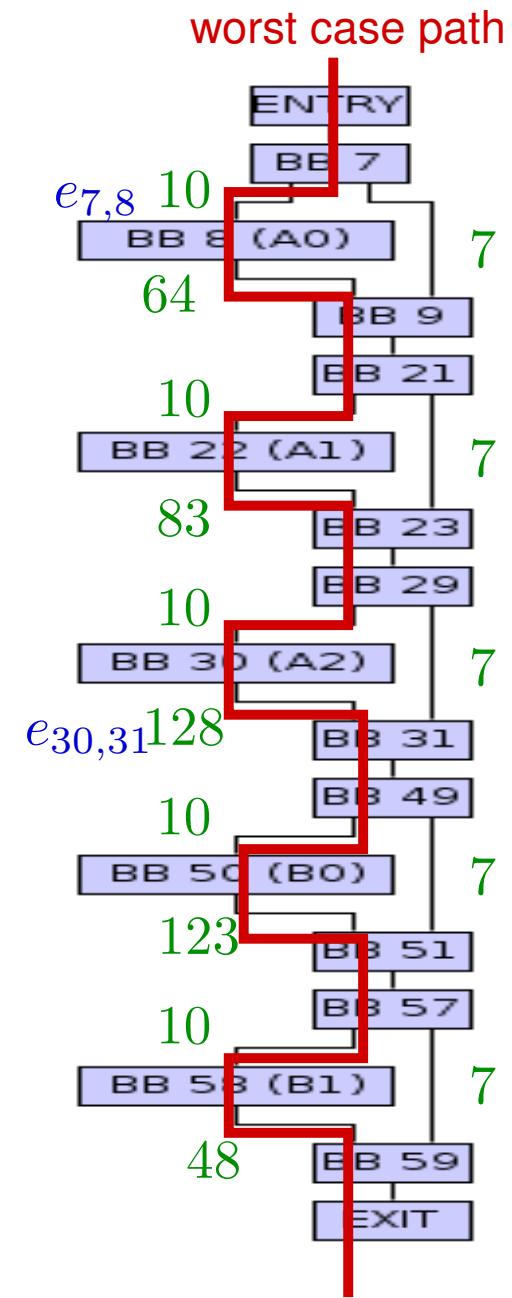 worst case path
ENTRY
BB 7
e7,8 10
BB 8 (A0) 7
64
BB 9
BB 21
10
BB 22 (A1) 7
83
BB 23
BB 29
10
BB 30 (A2) 7
e30,31 128
BB 31
BB 49
10
BB 50 (B0) 7
123
BB 51
BB 57
10
BB 58 (B1) 7
48
BB 59
EXIT